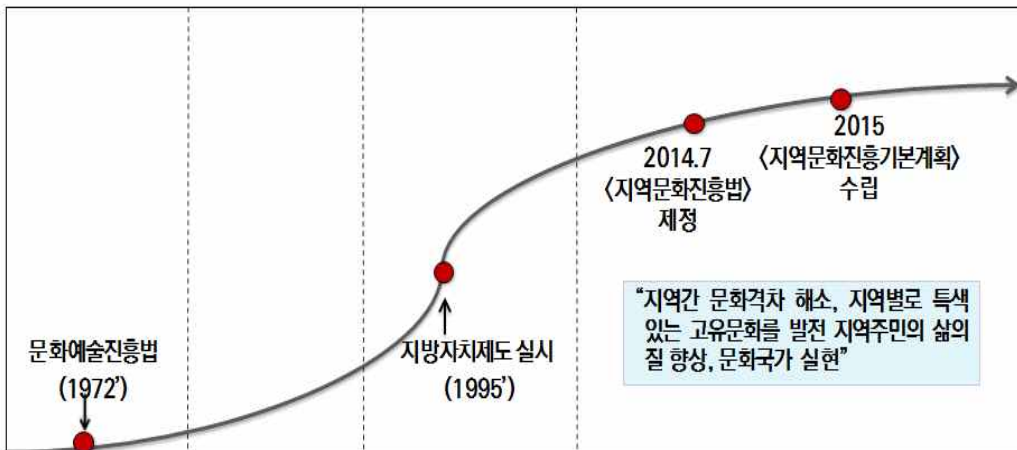 문화예술진흥법
(1972')
지방자치제도 실시
(1995')
2014.7
〈지역문화진흥법〉
제정
2015
〈지역문화진흥기본계획〉
수립
“지역간 문화격차 해소, 지역별로 특색
있는 고유문화를 발전 지역주민의 삶의
질 향상, 문화국가 실현”